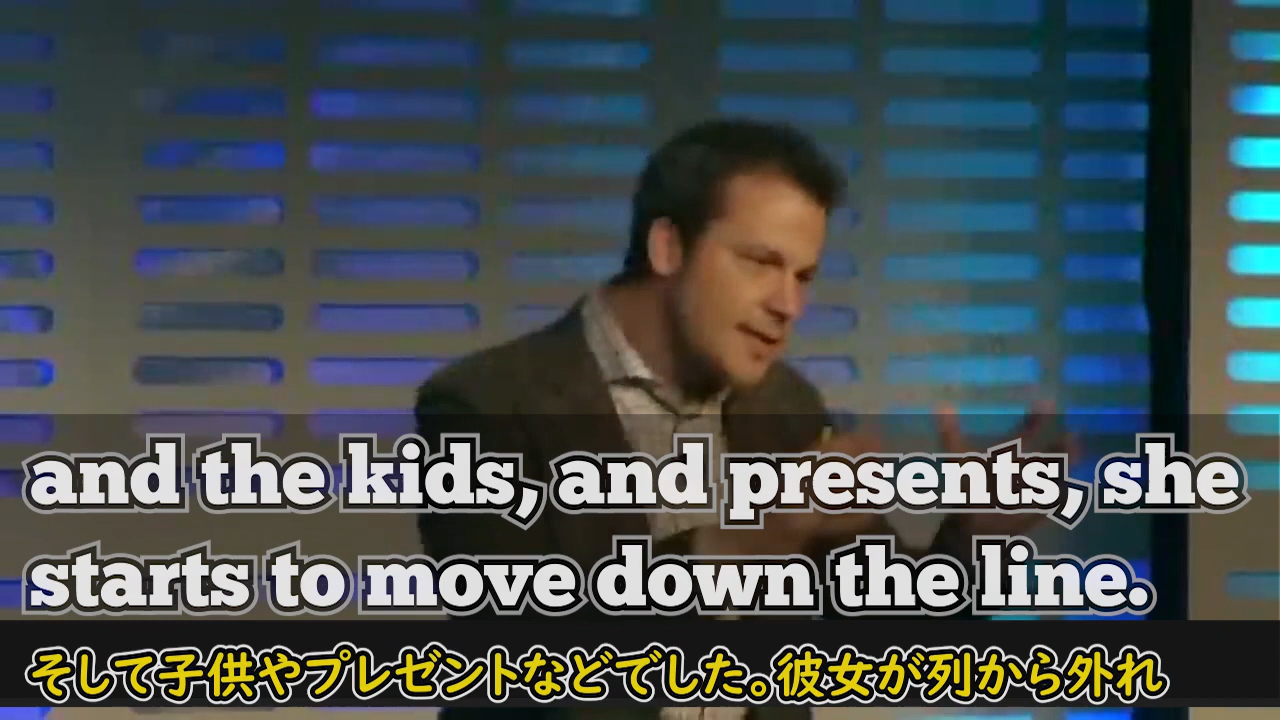 and the kids, and presents, she
starts to move down the line.
そして子供やプレゼントなどでした。彼女が列から外れ